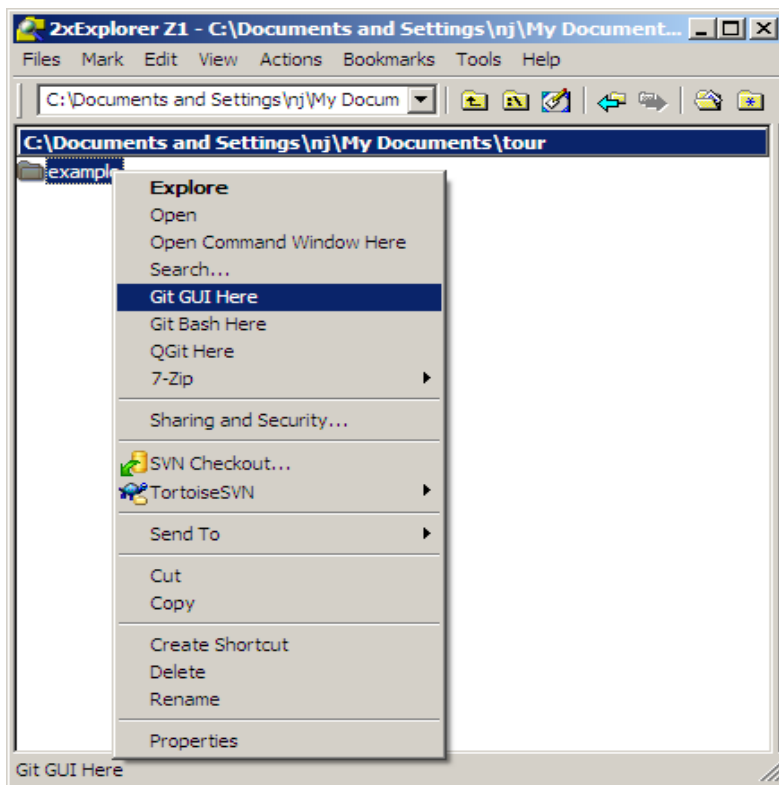 2xExplorer Z1 - C:\Documents and Settings\nj\My Document...
Files Mark Edit View Actions Bookmarks Tools Help
C:\Documents and Settings\nj\My Docum
C:\Documents and Settings\nj\My Documents\tour
example
Explore
Open
Open Command Window Here
Search...
Git GUI Here
Git Bash Here
QGit Here
7-Zip
Sharing and Security...
SVN Checkout...
TortoiseSVN
Send To
Cut
Copy
Create Shortcut
Delete
Rename
Properties
Git GUI Here